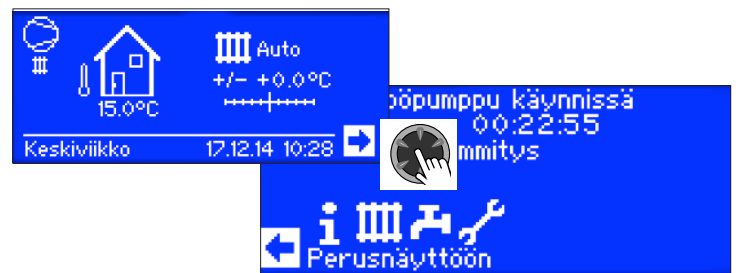 Auto
+/- +0.0°C
15.0°C
Keskiviikko 17.12.14 10:28
öpumppu käynnissä
00:22:55
mmitys
Perusnäyttöön